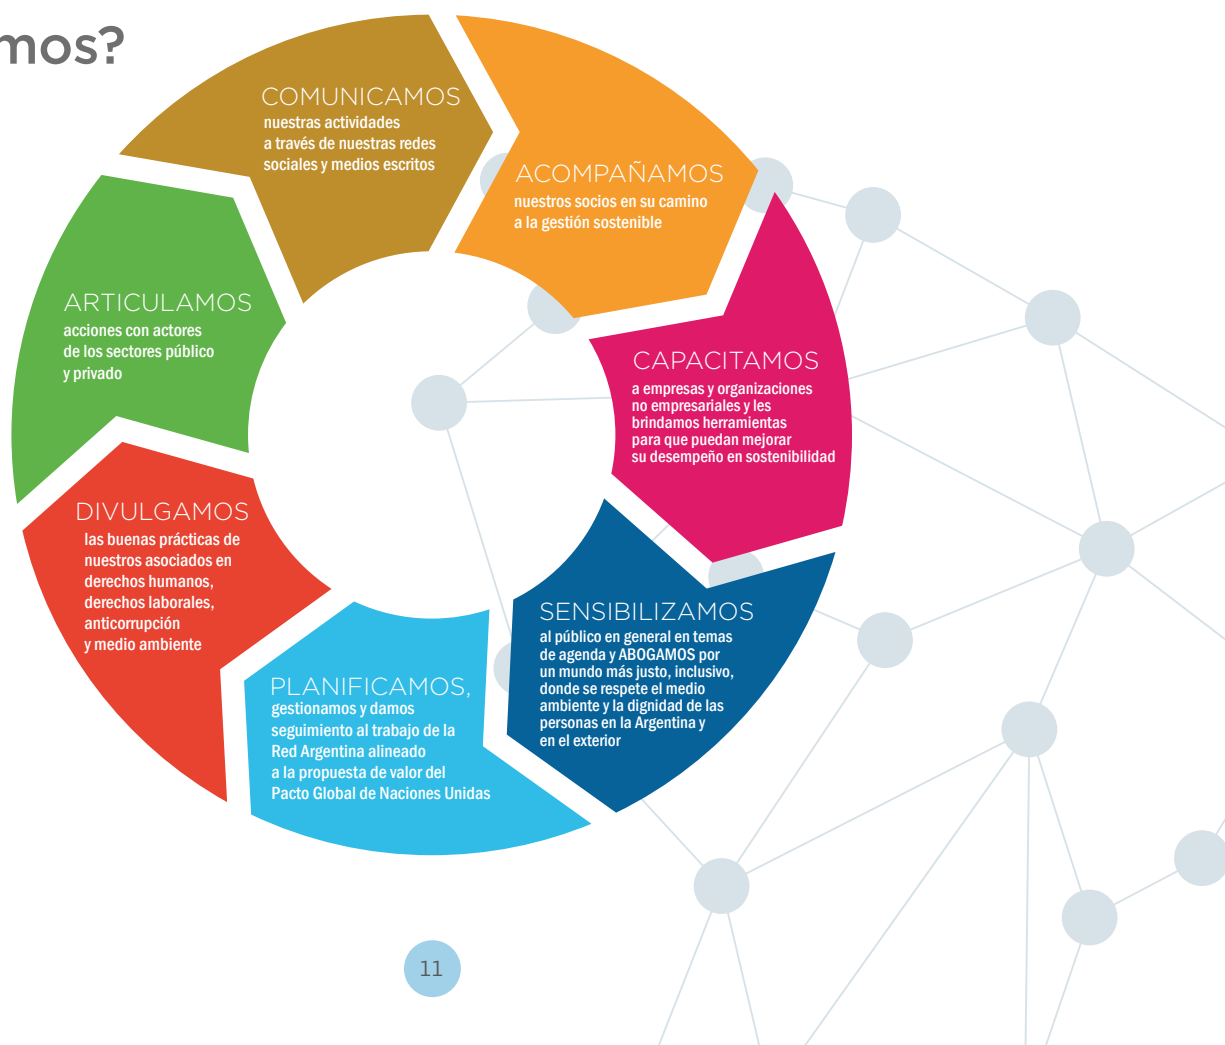 mos?
COMUNICAMOS
nuestras actividades
a través de nuestras redes
sociales y medios escritos
ACOMPAÑAMOS
nuestros socios en su camino
a la gestión sostenible
CAPACITAMOS
a empresas y organizaciones
no empresariales y les
brindamos herramientas
para que puedan mejorar
su desempeño en sostenibilidad
SENSIBILIZAMOS
al público en general en temas
de agenda y ABOGAMOS por
un mundo más justo, inclusivo,
donde se respete el medio
ambiente y la dignidad de las
personas en la Argentina y
en el exterior
PLANIFICAMOS,
gestionamos y damos
seguimiento al trabajo de la
Red Argentina alineado
a la propuesta de valor del
Pacto Global de Naciones Unidas
DIVULGAMOS
las buenas prácticas de
nuestros asociados en
derechos humanos,
derechos laborales,
anticorrupción
y medio ambiente
ARTICULAMOS
acciones con actores
de los sectores público
y privado
11